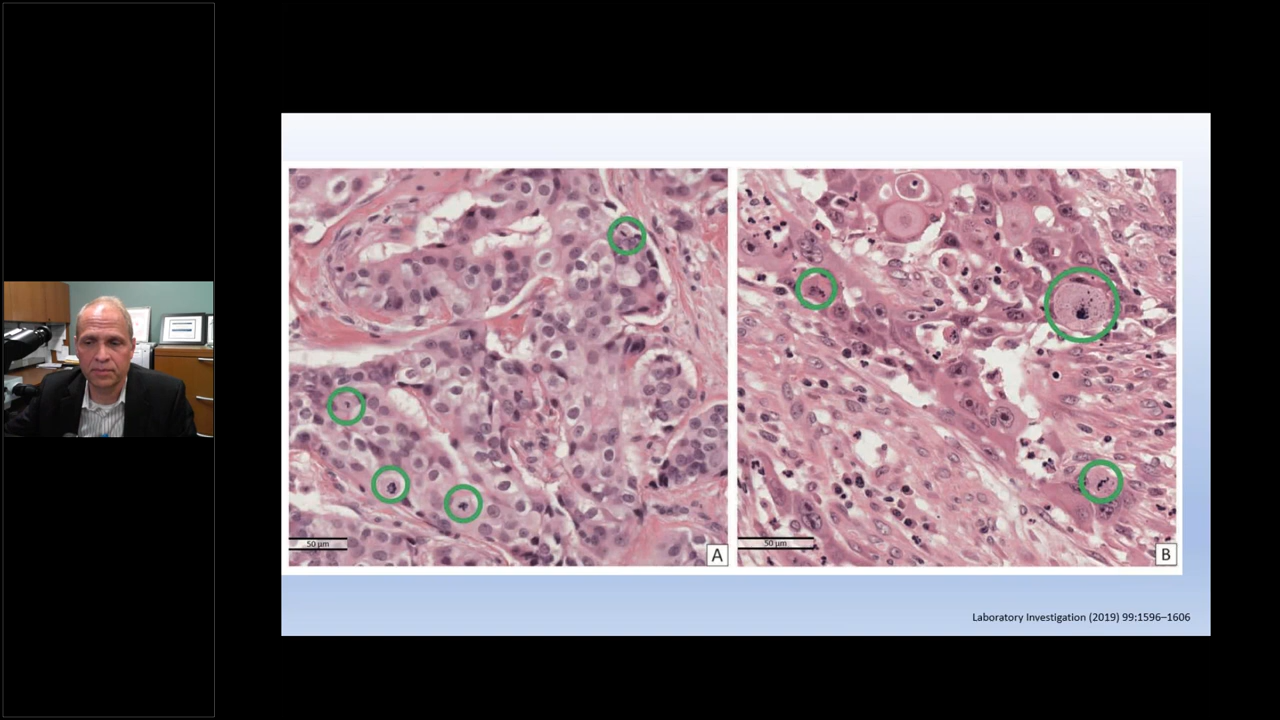 50 µm
A
50 µm
B
Laboratory Investigation (2019) 99:1596–1606